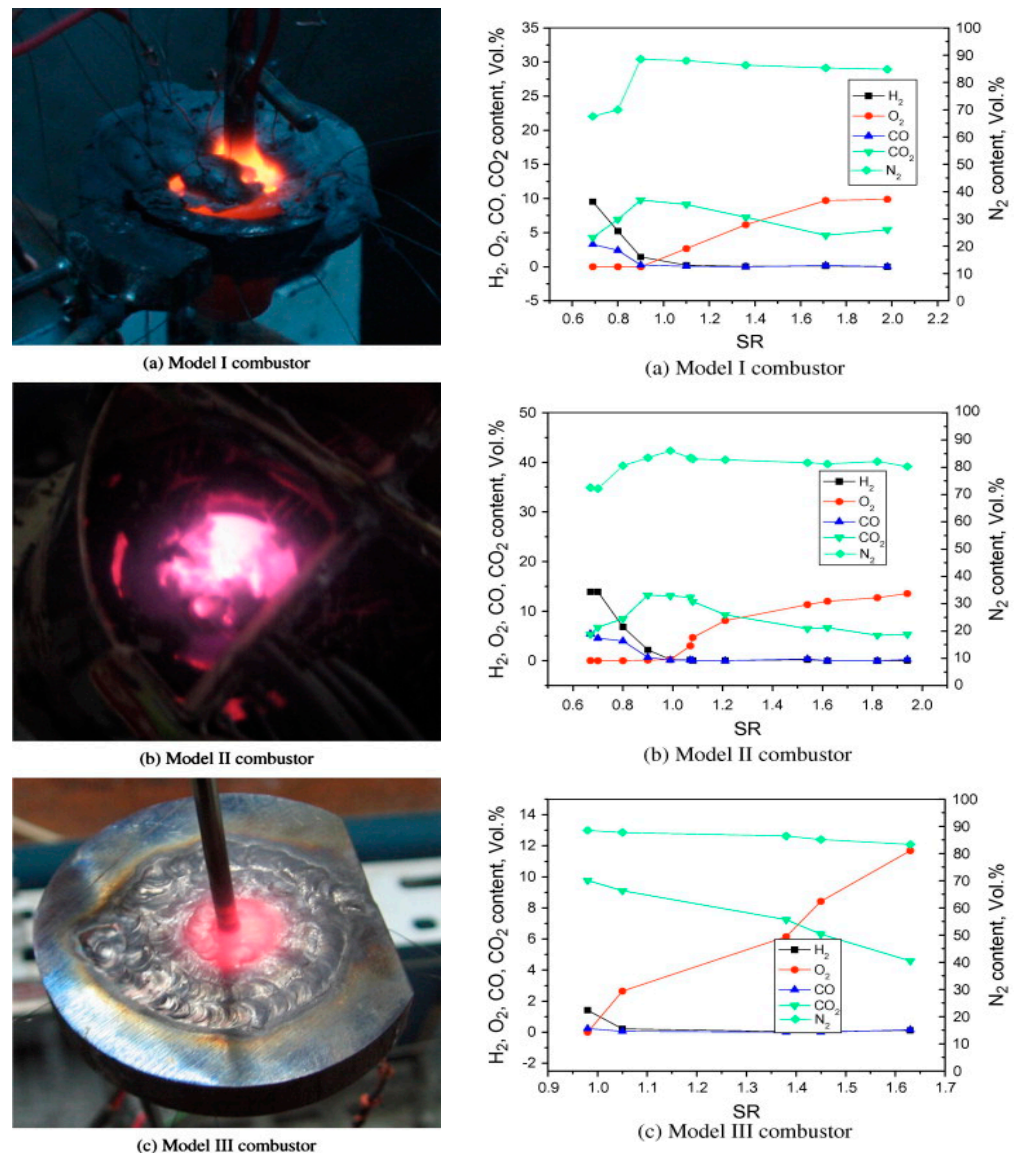 (a) Model I combustor
(b) Model II combustor
(c) Model III combustor
H2, O2, CO, CO2 content, Vol.%
35
30
25
20
15
10
5
0
-5
0.6 0.8 1.0 1.2 1.4 1.6 1.8 2.0 2.2
SR
100
90
80
70
60
50
40
30
20
10
0
N2 content, Vol.%
H2
O2
CO
CO2
N2
(a) Model I combustor
H2, O2, CO, CO2 content, Vol.%
50
40
30
20
10
0
0.6 0.8 1.0 1.2 1.4 1.6 1.8 2.0
SR
100
90
80
70
60
50
40
30
20
10
0
N2 content, Vol.%
H2
O2
CO
CO2
N2
(b) Model II combustor
H2, O2, CO, CO2 content, Vol.%
14
12
10
8
6
4
2
0
-2
0.9 1.0 1.1 1.2 1.3 1.4 1.5 1.6 1.7
SR
100
90
80
70
60
50
40
30
20
10
0
N2 content, Vol.%
H2
O2
CO
CO2
N2
(c) Model III combustor